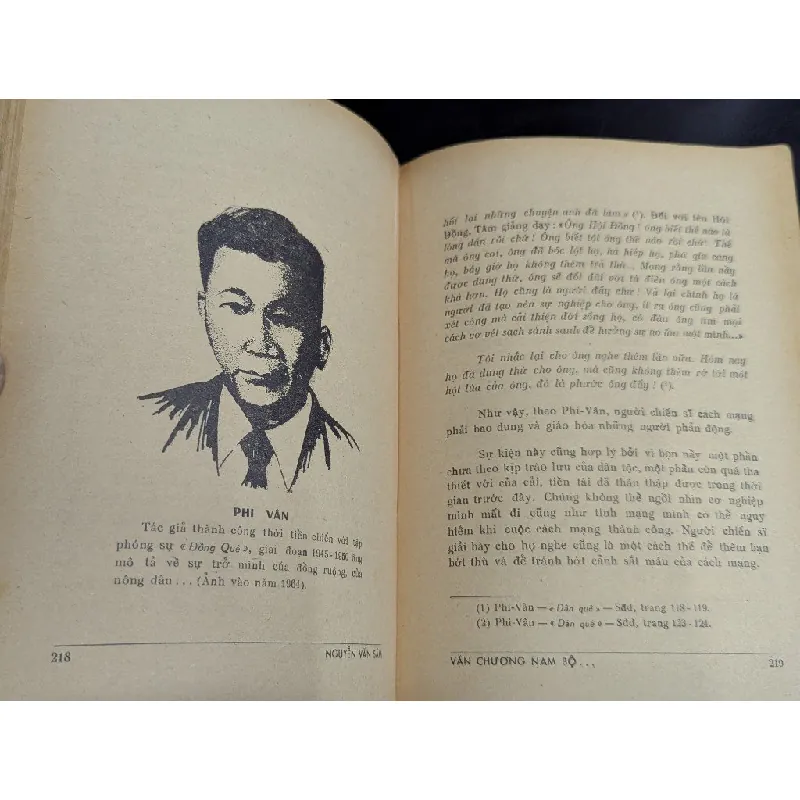 PHI VÂN
Tác giả thành công thời tiền chiến với tập
phóng sự « Đồng Quê », giai đoạn 1945-1950 ông
mô tả về sự trở mình của đồng ruộng, của
nông dân... (Ảnh vào năm 1964).
218
NGUYỄN VĂN SÂM
hối lại những chuyện anh đã làm » (¹). Đối với tên Hội
Đồng, Tâm giảng dạy : «Ông Hội Đồng ! ông biết thế nào là
lòng dân rồi chứ ! Ông biết tội ông thế nào rồi chứ! Thế
mà ông coi, ông đã bóc lột họ, hà hiếp họ, phá gia cang
họ, bây giờ họ không thèm trả thù... Mong rằng lần này
được dung thứ, ông sẽ đối đãi với tá điền ông một cách
khá hơn. Họ cũng là người đấy chứ ! Vả lại chính họ là
người đã tạo nên sự nghiệp cho ông, ít ra ông cũng phải
xét công mà cải thiện đời sống họ, có đâu ông tìm mọi
cách vơ vét sạch sành sanh để hưởng sự ấm no một mình...»
Tôi nhắc lại cho ông nghe thêm lần nữa. Hôm nay
họ đã dung thứ cho ông, mà cũng không thèm rớ tới một
hột lúa của ông, đó là phước ông đấy ! (²).
Như vậy, theo Phi-Vân, người chiến sĩ cách mạng
phải bao dung và giáo hóa những người phản động.
Sự kiện này cũng hợp lý bởi vì bọn này một phần
chưa theo kịp trào lưu của dân tộc, một phần còn quá tha
thiết với của cải, tiền tài đã thâu thập được trong thời
gian trước đây. Chúng không thể ngồi nhìn cơ nghiệp
mình mất đi cũng như tính mạng mình có thể nguy
hiểm khi cuộc cách mạng thành công. Người chiến sĩ
giải bày cho họ nghe cũng là một cách thế để thêm bạn
bớt thù và để tránh bớt cảnh sắt máu của cách mạng.
(1) Phi-Vân — « Dân quê » — Sđd, trang 118-119.
(2) Phi-Vân — « Dân quê » — Sđd, trang 123-124.
VĂN CHƯƠNG NAM BỘ...
219